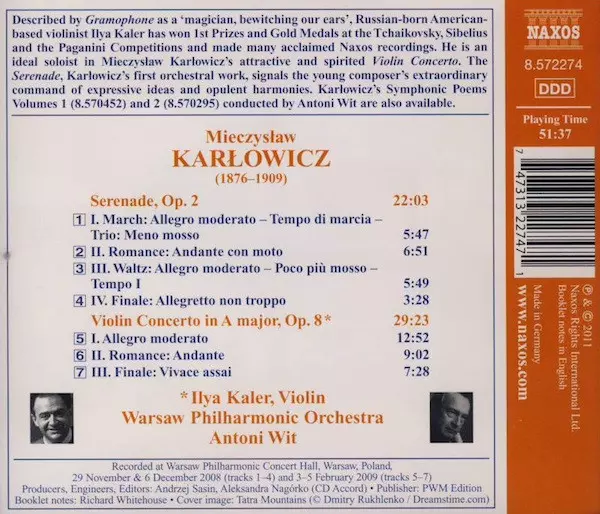 Described by Gramophone as a ‘magician, bewitching our ears’, Russian-born American-
based violinist Ilya Kaler has won 1st Prizes and Gold Medals at the Tchaikovsky, Sibelius
and the Paganini Competitions and made many acclaimed Naxos recordings. He is an
ideal soloist in Mieczysław Karłowicz’s attractive and spirited Violin Concerto. The
Serenade, Karłowicz’s first orchestral work, signals the young composer’s extraordinary
command of expressive ideas and opulent harmonies. Karłowicz’s Symphonic Poems
Volumes 1 (8.570452) and 2 (8.570295) conducted by Antoni Wit are also available.
Mieczysław
KARŁOWICZ
(1876–1909)
Serenade, Op. 2 22:03
1 I. March: Allegro moderato – Tempo di marcia –
Trio: Meno mosso 5:47
2 II. Romance: Andante con moto 6:51
3 III. Waltz: Allegro moderato – Poco più mosso –
Tempo I 5:49
4 IV. Finale: Allegretto non troppo 3:28
Violin Concerto in A major, Op. 8* 29:23
5 I. Allegro moderato 12:52
6 II. Romance: Andante 9:02
7 III. Finale: Vivace assai 7:28
*Ilya Kaler, Violin
Warsaw Philharmonic Orchestra
Antoni Wit
Recorded at Warsaw Philharmonic Concert Hall, Warsaw, Poland,
29 November & 6 December 2008 (tracks 1–4) and 3–5 February 2009 (tracks 5–7)
Producers, Engineers, Editors: Andrzej Sasin, Aleksandra Nagórko (CD Accord) • Publisher: PWM Edition
Booklet notes: Richard Whitehouse • Cover image: Tatra Mountains (© Dmitry Rukhlenko / Dreamstime.com)
NAXOS
8.572274
DDD
Playing Time
51:37
7 47313 22747 1
℗ & © 2011
Naxos Rights International Ltd.
Booklet notes in English
Made in Germany
www.naxos.com